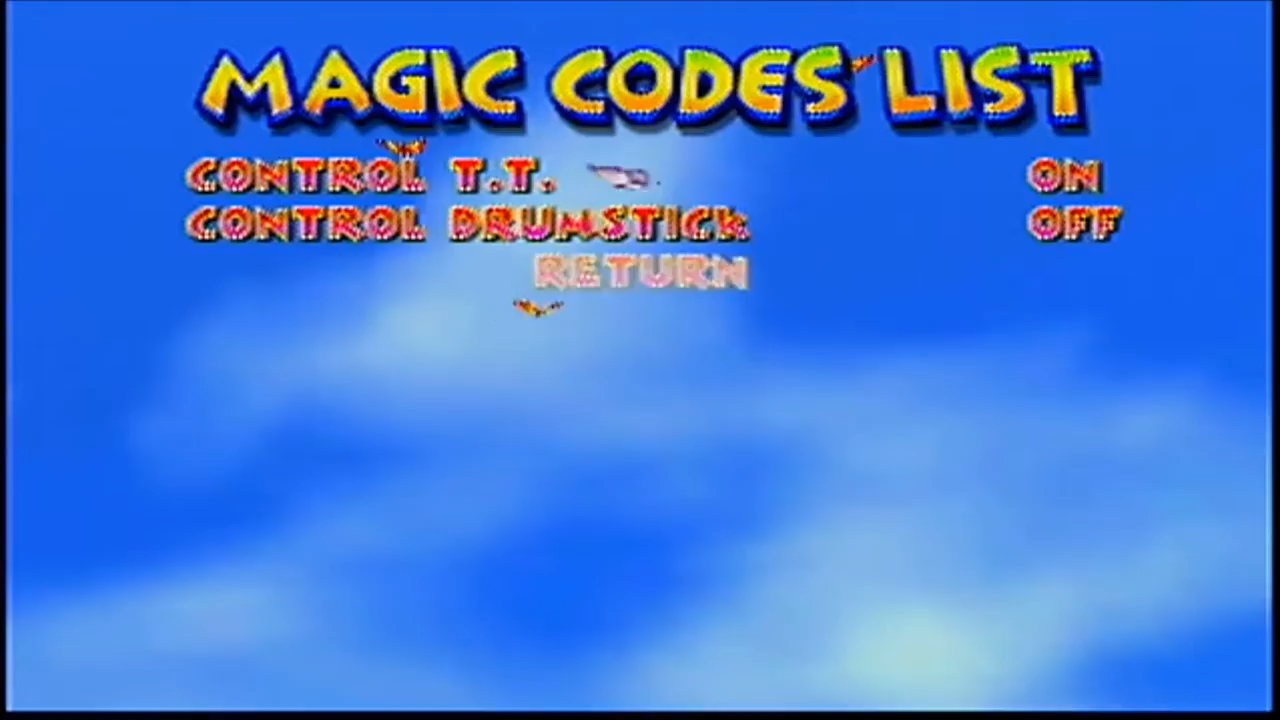 MAGIC CODES LIST
CONTROL T.T. ON
CONTROL DRUMSTICK OFF
RETURN